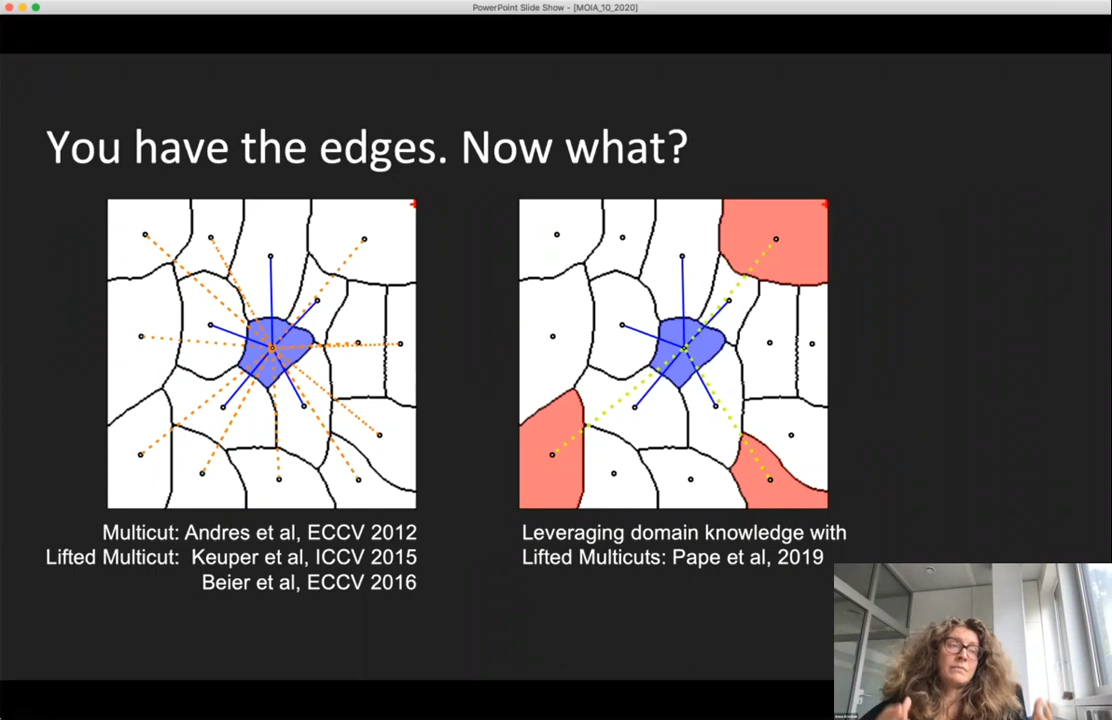 PowerPoint Slide Show - [MOIA_10_2020]
You have the edges. Now what?
Multicut: Andres et al, ECCV 2012
Lifted Multicut: Keuper et al, ICCV 2015
Beier et al, ECCV 2016
Leveraging domain knowledge with
Lifted Multicuts: Pape et al, 2019